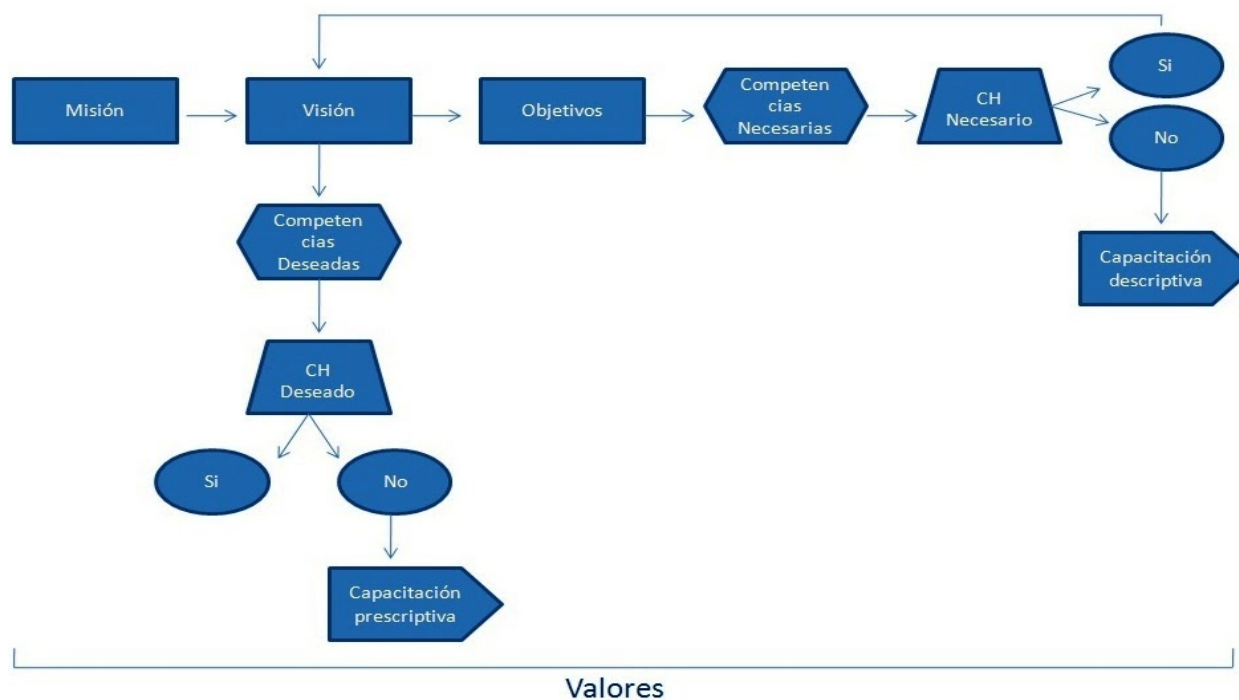 Si
Misión
Visión
Objetivos
Competen
cias
Necesarias
CH
Necesario
No
Competen
cias
Deseadas
Capacitación
descriptiva
CH
Deseado
Si
No
Capacitación
prescriptiva
Valores